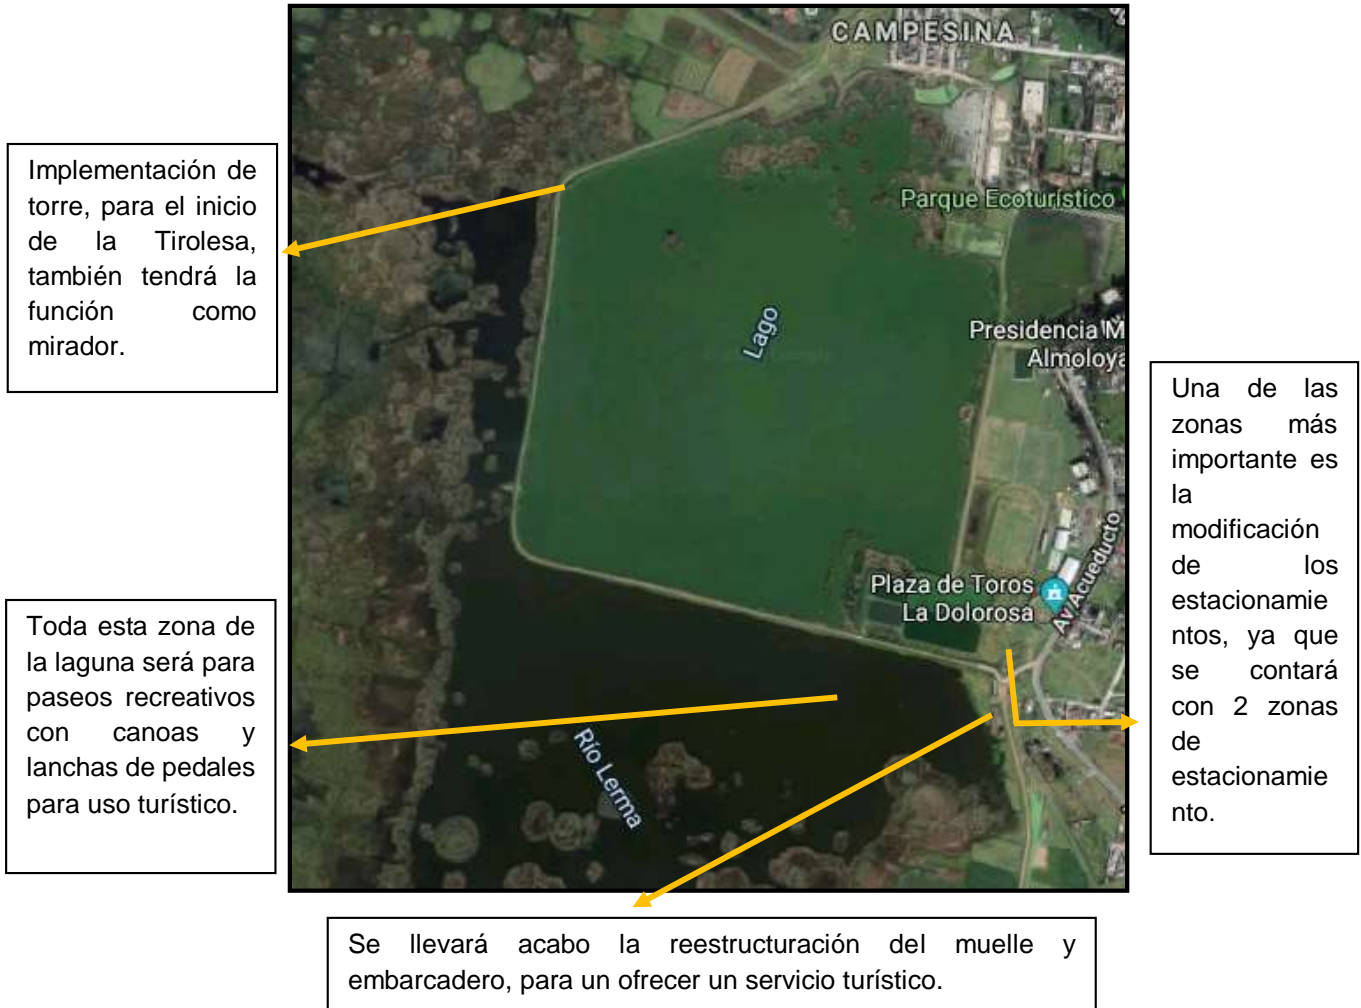 CAMPESINA
Implementación de
torre, para el inicio
de la Tirolesa,
también tendrá la
función como
mirador.
Parque Ecoturístico
Lago
Presidencia M
Almoloya
Una de las
zonas más
importante es
la
modificación
de los
estacionamie
ntos, ya que
se contará
con 2 zonas
de
estacionamie
nto.
Av Acueducto
Plaza de Toros
La Dolorosa
Toda esta zona de
la laguna será para
paseos recreativos
con canoas y
lanchas de pedales
para uso turístico.
Río Lerma
Se llevará acabo la reestructuración del muelle y
embarcadero, para un ofrecer un servicio turístico.